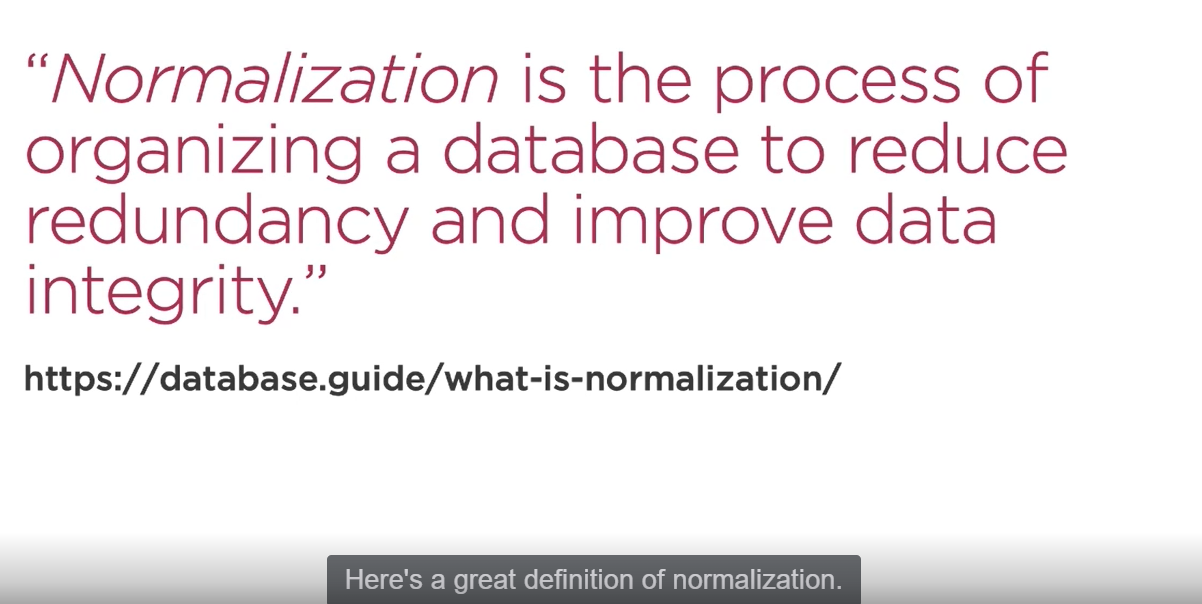 “Normalization is the process of
organizing a database to reduce
redundancy and improve data
integrity.”
https://database.guide/what-is-normalization/
Here's a great definition of normalization.